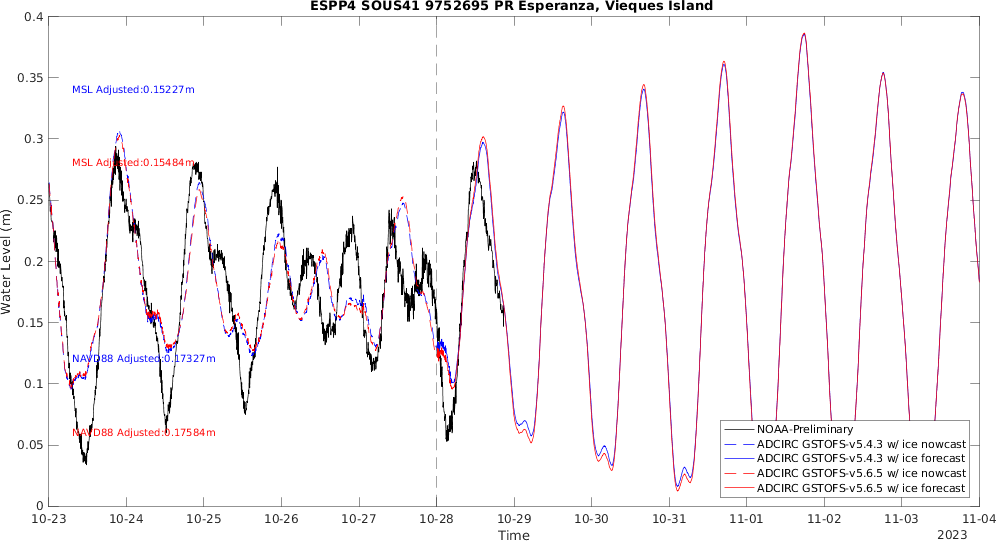 ESPP4 SOUS41 9752695 PR Esperanza, Vieques Island
0.4
0.35
0.3
0.25
0.2
0.15
0.1
0.05
0
Water Level (m)
MSL Adjusted:0.15227m
MSL Adjusted:0.15484m
NAVD88 Adjusted:0.17327m
NAVD88 Adjusted:0.17584m
NOAA-Preliminary
ADCIRC GSTOFS-v5.4.3 w/ ice nowcast
ADCIRC GSTOFS-v5.4.3 w/ ice forecast
ADCIRC GSTOFS-v5.6.5 w/ ice nowcast
ADCIRC GSTOFS-v5.6.5 w/ ice forecast
10-23 10-24 10-25 10-26 10-27 10-28 10-29 10-30 10-31 11-01 11-02 11-03 11-04
Time
2023